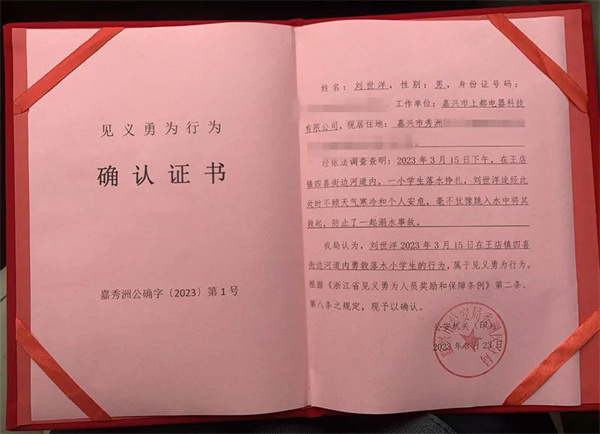 见义勇为行为
确认证书
嘉秀洲公确字〔2023〕第1号
姓名：刘世洋，性别：男，身份证号码：
，工作单位：嘉兴市上都电器科技
有限公司，现居住地：嘉兴市秀洲
经依法调查查明：2023年3月15日下午，在王店
镇四喜街边河道内，一小学生落水挣扎，刘世洋途经此
处时不顾天气寒冷和个人安危，毫不犹豫跳入水中将其
救起，防止了一起溺水事故。
我局认为，刘世洋2023年3月15日在王店镇四喜
街边河道内勇救落水小学生的行为，属于见义勇为行为。
根据《浙江省见义勇为人员奖励和保障条例》第二条、
第八条之规定，现予以确认。
机关（印）
2023年3月23日